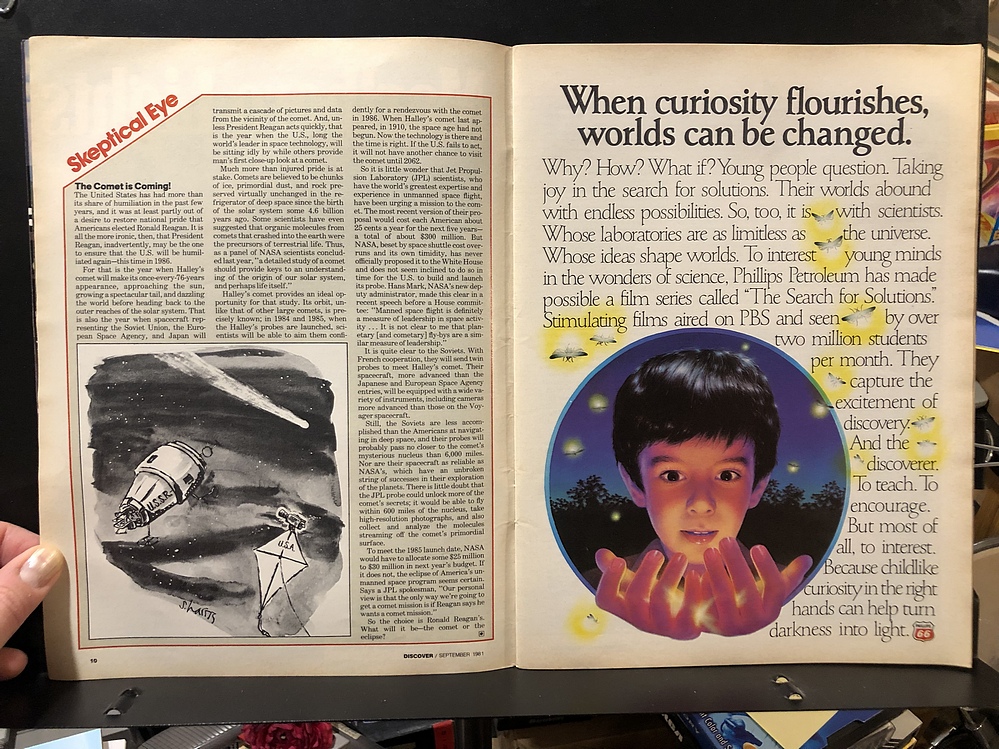 Skeptical Eye
The Comet is Coming!
The United States has had more than
its share of humiliation in the past few
years, and it was at least partly out of
a desire to restore national pride that
Americans elected Ronald Reagan. It is
all the more ironic, then, that President
Reagan, inadvertently, may be the one
to ensure that the U.S. will be humil-
iated again—this time in 1986.
For that is the year when Halley's
comet will make its once-every-76-years
appearance, approaching the sun,
growing a spectacular tail, and dazzling
the world before heading back to the
outer reaches of the solar system. That
is also the year when spacecraft rep-
resenting the Soviet Union, the Euro-
pean Space Agency, and Japan will
transmit a cascade of pictures and data
from the vicinity of the comet. And, un-
less President Reagan acts quickly, that
is the year when the U.S., long the
world's leader in space technology, will
be sitting idly by while others provide
man's first close-up look at a comet.
Much more than injured pride is at
stake. Comets are believed to be chunks
of ice, primordial dust, and rock pre-
served virtually unchanged in the re-
frigerator of deep space since the birth
of the solar system some 4.6 billion
years ago. Some scientists have even
suggested that organic molecules from
comets that crashed into the earth were
the precursors of terrestrial life. Thus,
as a panel of NASA scientists conclud-
ed last year, "a detailed study of a comet
should provide keys to an understand-
ing of the origin of our solar system,
and perhaps life itself."
Halley's comet provides an ideal op-
portunity for that study. Its orbit, un-
like that of other large comets, is pre-
cisely known; in 1984 and 1985, when
the Halley's probes are launched, sci-
entists will be able to aim them confi-
dently for a rendezvous with the comet
in 1986. When Halley's comet last ap-
peared, in 1910, the space age had not
begun. Now the technology is there and
the time is right. If the U.S. fails to act,
it will not have another chance to visit
the comet until 2062.
So it is little wonder that Jet Propul-
sion Laboratory (JPL) scientists, who
have the world's greatest expertise and
experience in unmanned space flight,
have been urging a mission to the com-
et. The most recent version of their pro-
posal would cost each American about
25 cents a year for the next five years—
a total of about $300 million. But
NASA, beset by space shuttle cost over-
runs and its own timidity, has never
officially proposed it to the White House
and does not seem inclined to do so in
time for the U.S. to build and launch
its probe. Hans Mark, NASA's new dep-
uty administrator, made this clear in a
recent speech before a House commit-
tee: "Manned space flight is definitely
a measure of leadership in space activ-
ity . . . It is not clear to me that plan-
etary [and cometary] fly-bys are a sim-
ilar measure of leadership."
It is quite clear to the Soviets. With
French cooperation, they will send twin
probes to meet Halley's comet. Their
spacecraft, more advanced than the
Japanese and European Space Agency
entries, will be equipped with a wide va-
riety of instruments, including cameras
more advanced than those on the Voy-
ager spacecraft.
Still, the Soviets are less accom-
plished than the Americans at navigat-
ing in deep space, and their probes will
probably pass no closer to the comet's
mysterious nucleus than 6,000 miles.
Nor are their spacecraft as reliable as
NASA's, which have an unbroken
string of successes in their exploration
of the planets. There is little doubt that
the JPL probe could unlock more of the
comet's secrets; it would be able to fly
within 600 miles of the nucleus, take
high-resolution photographs, and also
collect and analyze the molecules
streaming off the comet's primordial
surface.
To meet the 1985 launch date, NASA
would have to allocate some $25 million
to $30 million in next year's budget. If
it does not, the eclipse of America's un-
manned space program seems certain.
Says a JPL spokesman, "Our personal
view is that the only way we're going to
get a comet mission is if Reagan says he
wants a comet mission."
So the choice is Ronald Reagan's.
What will it be—the comet or the
eclipse?
U.S.S.R.
U.S.A
S. harris
10
DISCOVER / SEPTEMBER 1981
When curiosity flourishes,
worlds can be changed.
Why? How? What if? Young people question. Taking
joy in the search for solutions. Their worlds abound
with endless possibilities. So, too, it is with scientists.
Whose laboratories are as limitless as the universe.
Whose ideas shape worlds. To interest young minds
in the wonders of science, Phillips Petroleum has made
possible a film series called "The Search for Solutions."
Stimulating films aired on PBS and seen by over
two million students
per month. They
capture the
excitement of
discovery.
And the
discoverer.
To teach. To
encourage.
But most of
all, to interest.
Because childlike
curiosity in the right
hands can help turn
darkness into light.
PHILLIPS
66